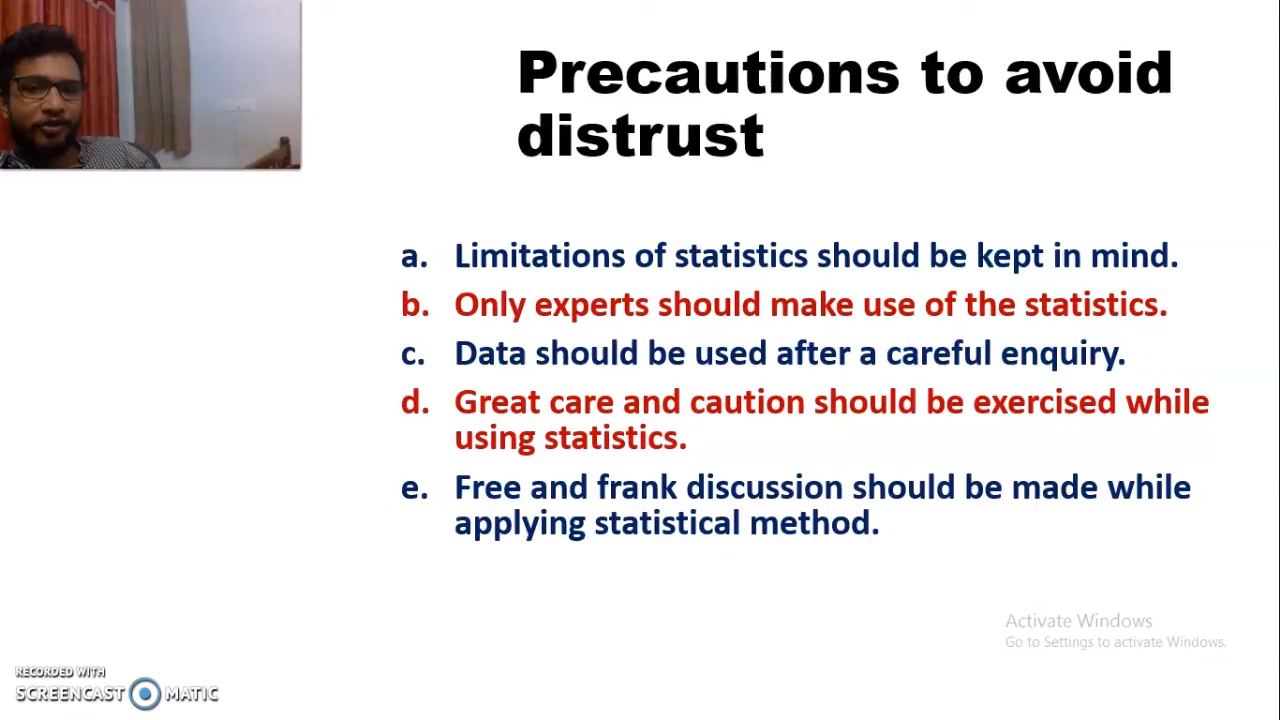 Precautions to avoid
distrust
a. Limitations of statistics should be kept in mind.
b. Only experts should make use of the statistics.
c. Data should be used after a careful enquiry.
d. Great care and caution should be exercised while
using statistics.
e. Free and frank discussion should be made while
applying statistical method.
Activate Windows
Go to Settings to activate Windows.
RECORDED WITH
SCREENCAST MATIC